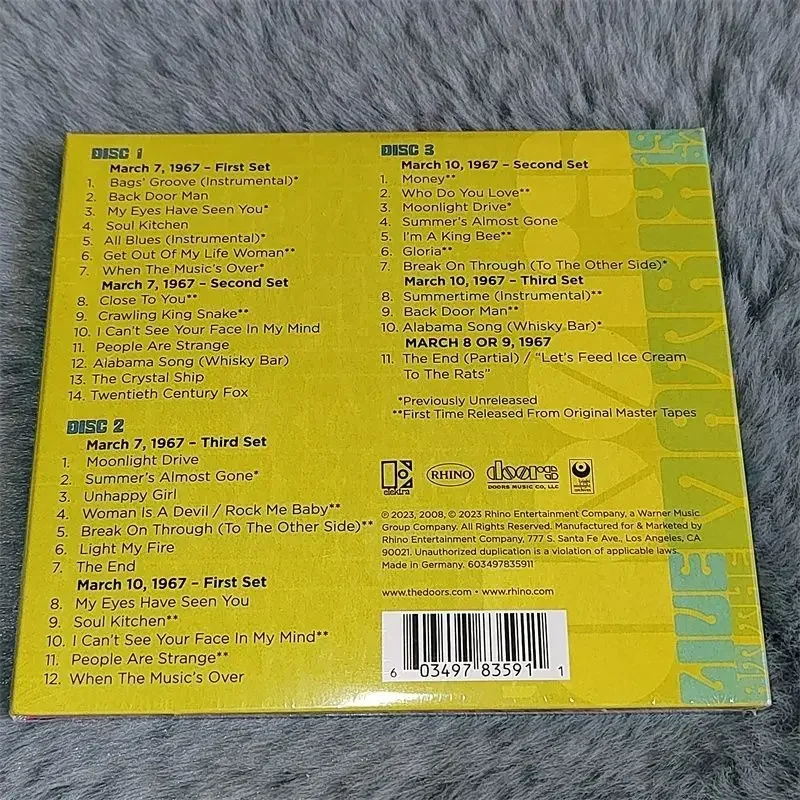 DISC 1
March 7, 1967 – First Set
1. Bags' Groove (Instrumental)*
2. Back Door Man
3. My Eyes Have Seen You*
4. Soul Kitchen
5. All Blues (Instrumental)*
6. Get Out Of My Life Woman**
7. When The Music's Over*
March 7, 1967 – Second Set
8. Close To You**
9. Crawling King Snake**
10. I Can't See Your Face In My Mind
11. People Are Strange
12. Alabama Song (Whisky Bar)
13. The Crystal Ship
14. Twentieth Century Fox
DISC 2
March 7, 1967 – Third Set
1. Moonlight Drive
2. Summer's Almost Gone*
3. Unhappy Girl
4. Woman Is A Devil / Rock Me Baby**
5. Break On Through (To The Other Side)**
6. Light My Fire
7. The End
March 10, 1967 – First Set
8. My Eyes Have Seen You
9. Soul Kitchen**
10. I Can't See Your Face In My Mind**
11. People Are Strange**
12. When The Music's Over
DISC 3
March 10, 1967 – Second Set
1. Money**
2. Who Do You Love**
3. Moonlight Drive*
4. Summer's Almost Gone
5. I'm A King Bee**
6. Gloria**
7. Break On Through (To The Other Side)*
March 10, 1967 – Third Set
8. Summertime (Instrumental)**
9. Back Door Man**
10. Alabama Song (Whisky Bar)*
MARCH 8 OR 9, 1967
11. The End (Partial) / “Let's Feed Ice Cream
To The Rats”
*Previously Unreleased
**First Time Released From Original Master Tapes
elektra
RHINO
doors
DOORS MUSIC CO, LLC
℗ 2023, 2008, © 2023 Rhino Entertainment Company, a Warner Music
Group Company. All Rights Reserved. Manufactured for & Marketed by
Rhino Entertainment Company, 777 S. Santa Fe Ave., Los Angeles, CA
90021. Unauthorized duplication is a violation of applicable laws.
Made in Germany. 603497835911
www.thedoors.com • www.rhino.com
6 03497 83591 1
LIVE